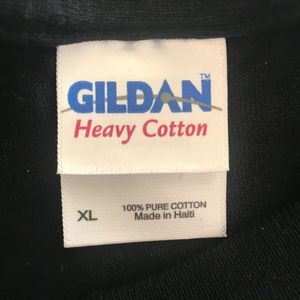 GILDAN™
Heavy Cotton
XL
100% PURE COTTON
Made in Haiti